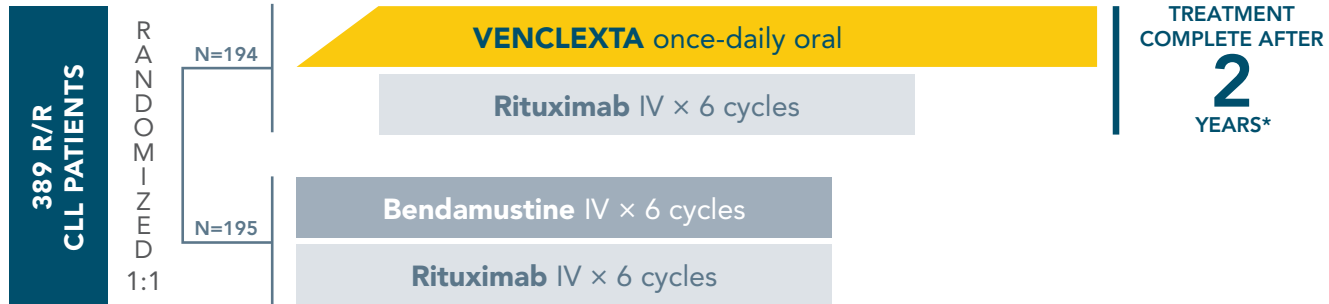 389 R/R
CLL PATIENTS
RANDOMIZED
1:1
N=194
VENCLEXTA once-daily oral
Rituximab IV × 6 cycles
TREATMENT
COMPLETE AFTER
2
YEARS*
N=195
Bendamustine IV × 6 cycles
Rituximab IV × 6 cycles